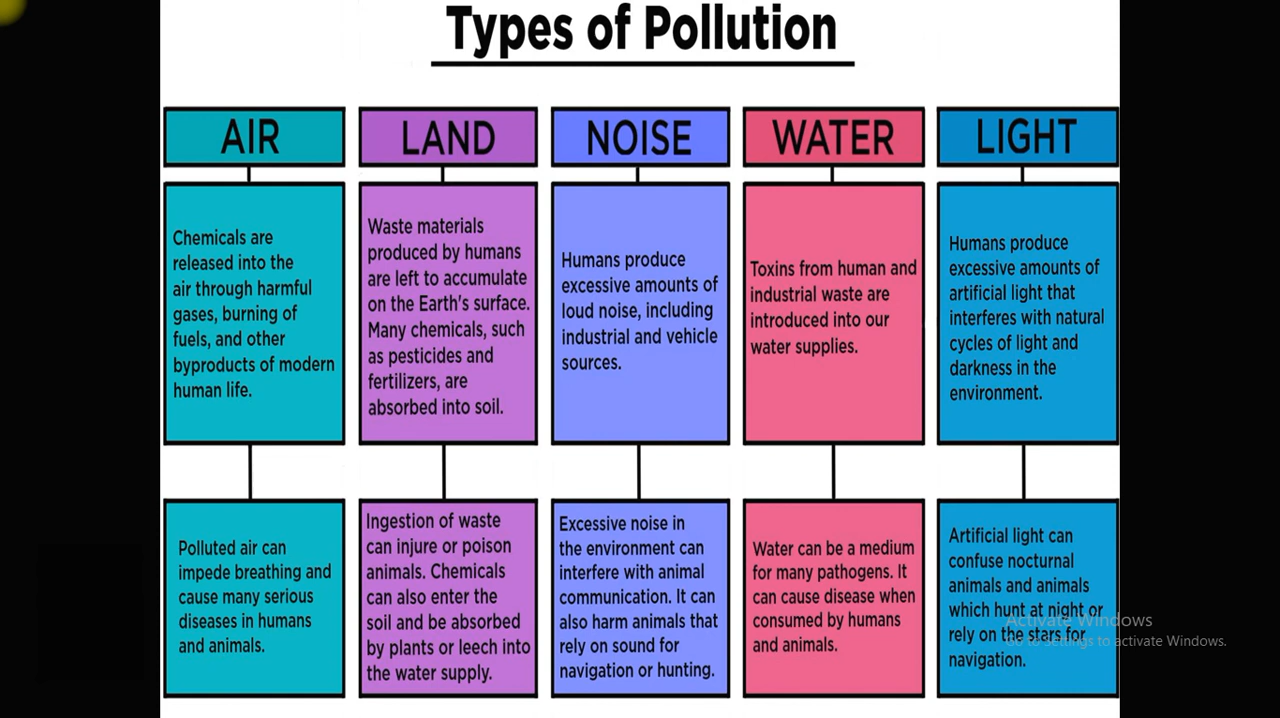 Types of Pollution
AIR
Chemicals are
released into the
air through harmful
gases, burning of
fuels, and other
byproducts of modern
human life.
Polluted air can
impede breathing and
cause many serious
diseases in humans
and animals.
LAND
Waste materials
produced by humans
are left to accumulate
on the Earth's surface.
Many chemicals, such
as pesticides and
fertilizers, are
absorbed into soil.
Ingestion of waste
can injure or poison
animals. Chemicals
can also enter the
soil and be absorbed
by plants or leech into
the water supply.
NOISE
Humans produce
excessive amounts of
loud noise, including
industrial and vehicle
sources.
Excessive noise in
the environment can
interfere with animal
communication. It can
also harm animals that
rely on sound for
navigation or hunting.
WATER
Toxins from human and
industrial waste are
introduced into our
water supplies.
Water can be a medium
for many pathogens. It
can cause disease when
consumed by humans
and animals.
LIGHT
Humans produce
excessive amounts of
artificial light that
interferes with natural
cycles of light and
darkness in the
environment.
Artificial light can
confuse nocturnal
animals and animals
which hunt at night or
rely on the stars for
navigation.
Activate Windows
Go to settings to activate Windows.